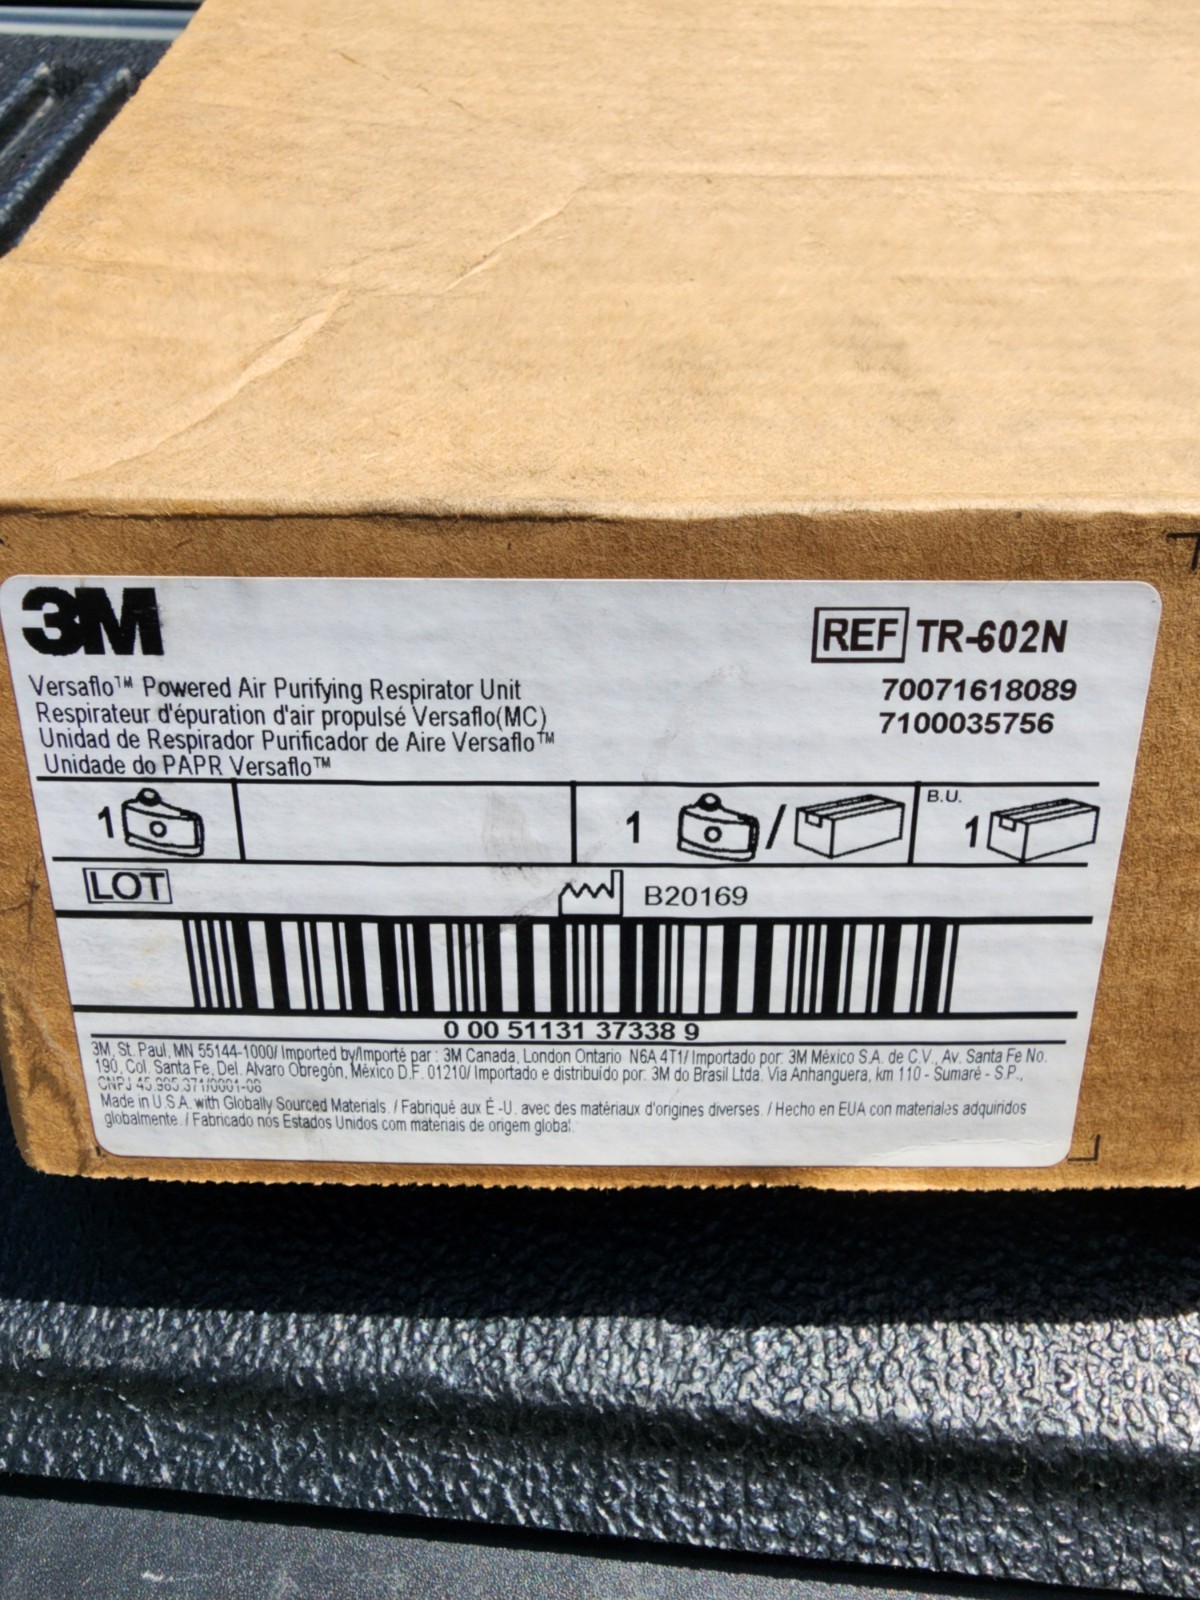 3M
REF TR-602N
Versaflo™ Powered Air Purifying Respirator Unit
70071618089
Respirateur d'épuration d'air propulsé Versaflo(MC)
7100035756
Unidad de Respirador Purificador de Aire Versaflo™
Unidade do PAPR Versaflo™
1 1 / B.U. 1
LOT B20169
0 00 51131 37338 9
3M, St. Paul, MN 55144-1000/ Imported by/Importé par : 3M Canada, London Ontario N6A 4T1/ Importado por: 3M México S.A. de C.V., Av. Santa Fe No.
190, Col. Santa Fe, Del. Alvaro Obregón, México D.F. 01210/ Importado e distribuído por: 3M do Brasil Ltda. Via Anhanguera, km 110 - Sumaré - S.P.,
CNPJ 45.985.371/0001-08
Made in U.S.A. with Globally Sourced Materials. / Fabriqué aux É.-U. avec des matériaux d'origines diverses. / Hecho en EUA con materiales adquiridos
globalmente. / Fabricado nos Estados Unidos com materiais de origem global.